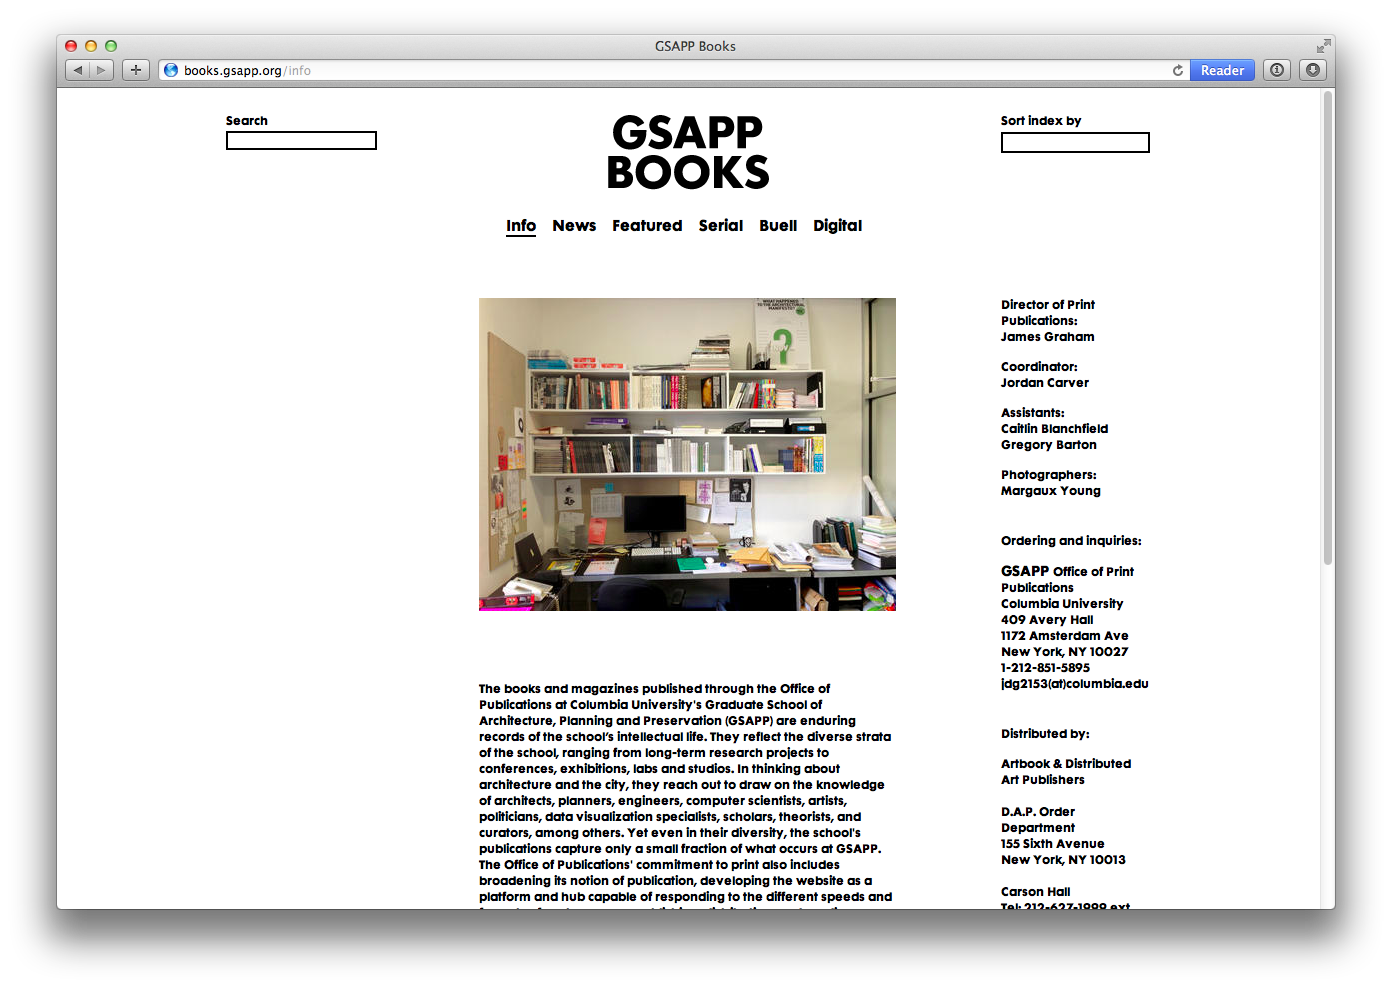 GSAPP Books
books.gsapp.org/info
Reader
Search
GSAPP
BOOKS
Sort index by
Info News Featured Serial Buell Digital
WHAT HAPPENED
TO THE ARCHITECTURAL
MANIFESTO?
?
Director of Print
Publications:
James Graham
Coordinator:
Jordan Carver
Assistants:
Caitlin Blanchfield
Gregory Barton
Photographers:
Margaux Young
Ordering and inquiries:
GSAPP Office of Print
Publications
Columbia University
409 Avery Hall
1172 Amsterdam Ave
New York, NY 10027
1-212-851-5895
jdg2153(at)columbia.edu
Distributed by:
Artbook & Distributed
Art Publishers
D.A.P. Order
Department
155 Sixth Avenue
New York, NY 10013
Carson Hall
Tel: 212-627-1999 ext
The books and magazines published through the Office of
Publications at Columbia University's Graduate School of
Architecture, Planning and Preservation (GSAPP) are enduring
records of the school's intellectual life. They reflect the diverse strata
of the school, ranging from long-term research projects to
conferences, exhibitions, labs and studios. In thinking about
architecture and the city, they reach out to draw on the knowledge
of architects, planners, engineers, computer scientists, artists,
politicians, data visualization specialists, scholars, theorists, and
curators, among others. Yet even in their diversity, the school's
publications capture only a small fraction of what occurs at GSAPP.
The Office of Publications' commitment to print also includes
broadening its notion of publication, developing the website as a
platform and hub capable of responding to the different speeds and